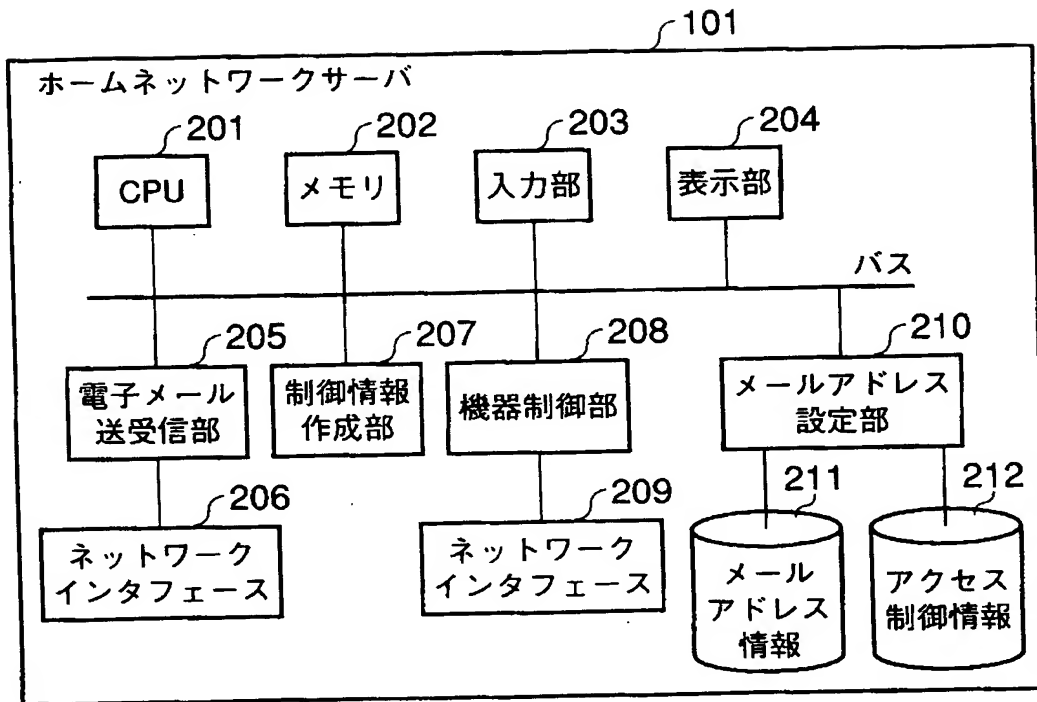 101
ホームネットワークサーバ
201
202
203
204
CPU
メモリ
入力部
表示部
バス
205
207
208
210
電子メール
送受信部
制御情報
作成部
機器制御部
メールアドレス
設定部
206
209
211
212
ネットワーク
インタフェース
ネットワーク
インタフェース
メール
アドレス
情報
アクセス
制御情報